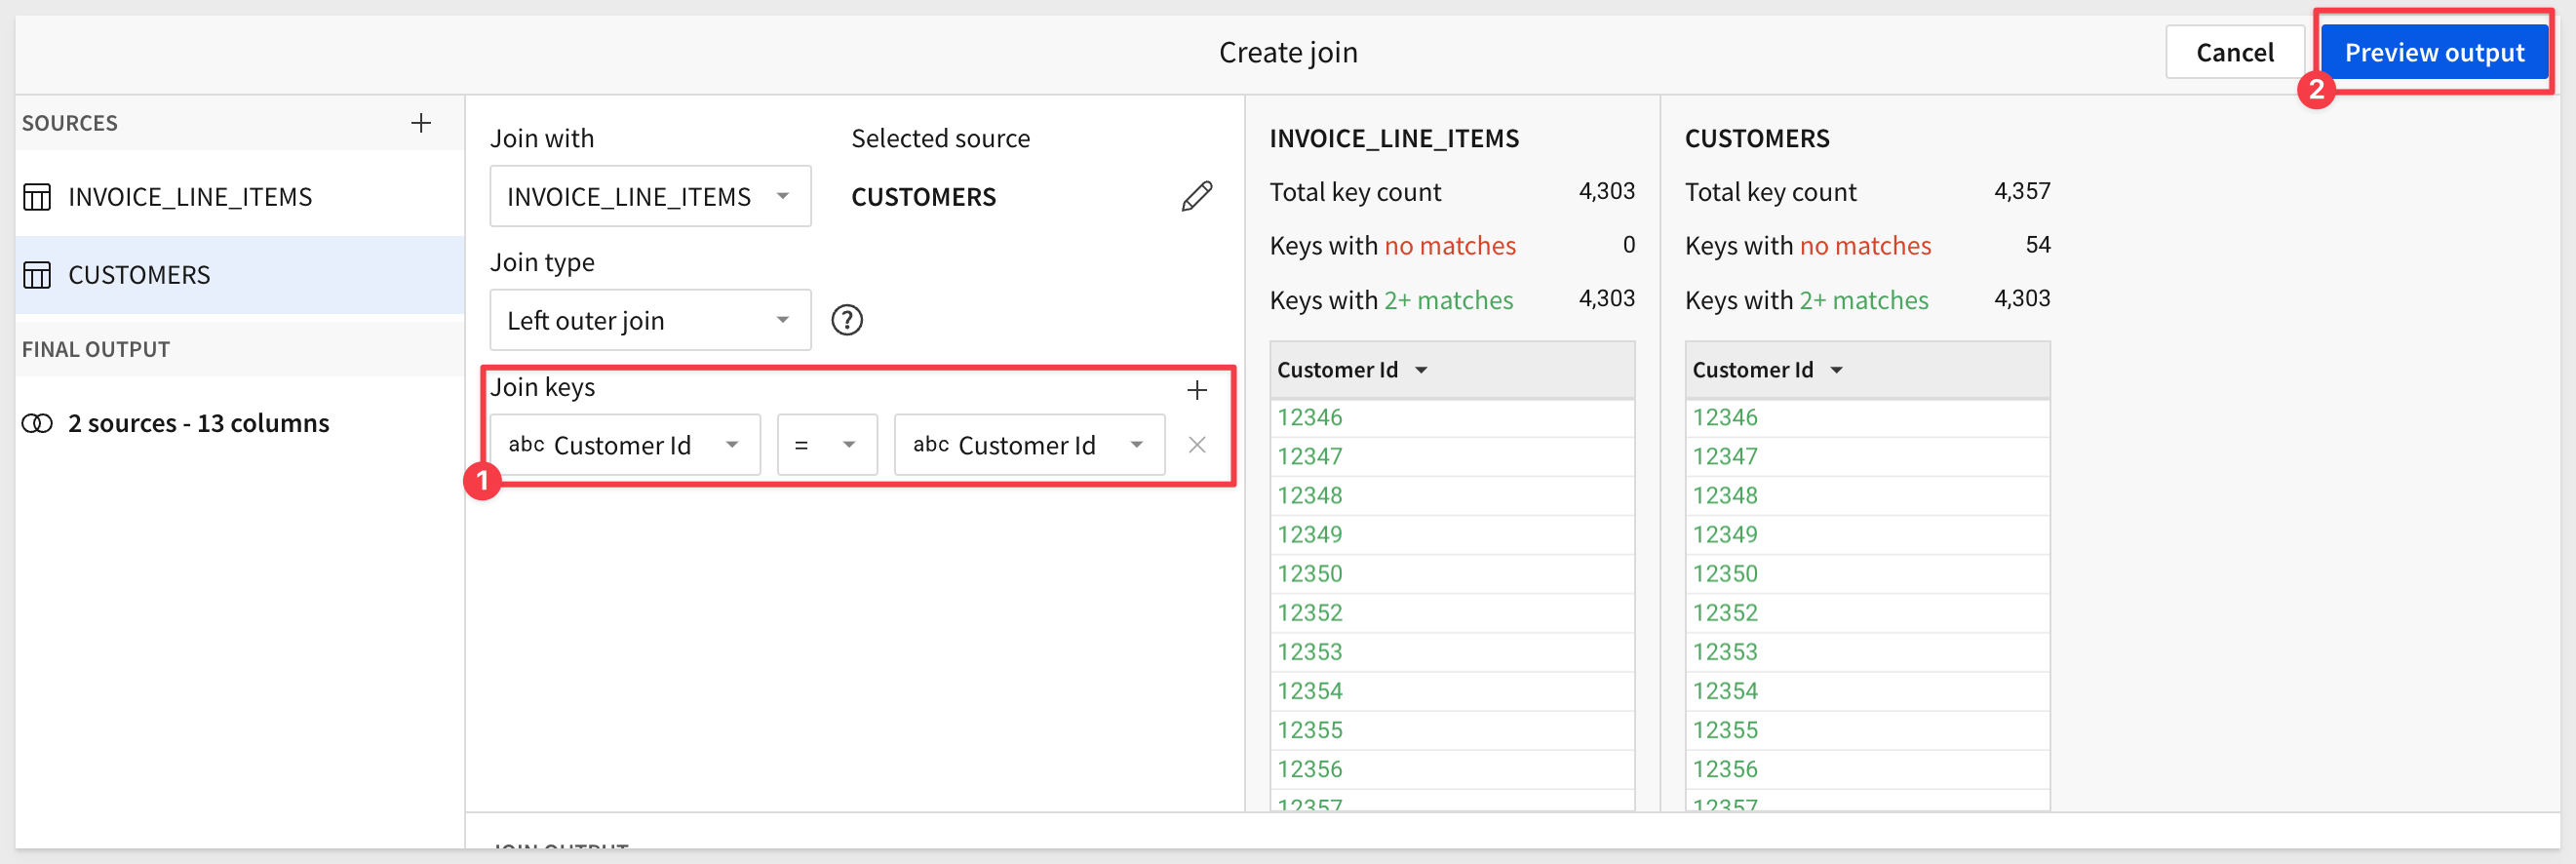 Create join
Cancel
Preview output
2
SOURCES
INVOICE_LINE_ITEMS
CUSTOMERS
FINAL OUTPUT
2 sources - 13 columns
Join with
Selected source
INVOICE_LINE_ITEMS
CUSTOMERS
Join type
Left outer join
?
Join keys
abc Customer Id
=
abc Customer Id
1
INVOICE_LINE_ITEMS
Total key count 4,303
Keys with no matches 0
Keys with 2+ matches 4,303
Customer Id
12346
12347
12348
12349
12350
12352
12353
12354
12355
12356
12357
CUSTOMERS
Total key count 4,357
Keys with no matches 54
Keys with 2+ matches 4,303
Customer Id
12346
12347
12348
12349
12350
12352
12353
12354
12355
12356
12357
JOIN OUTPUT